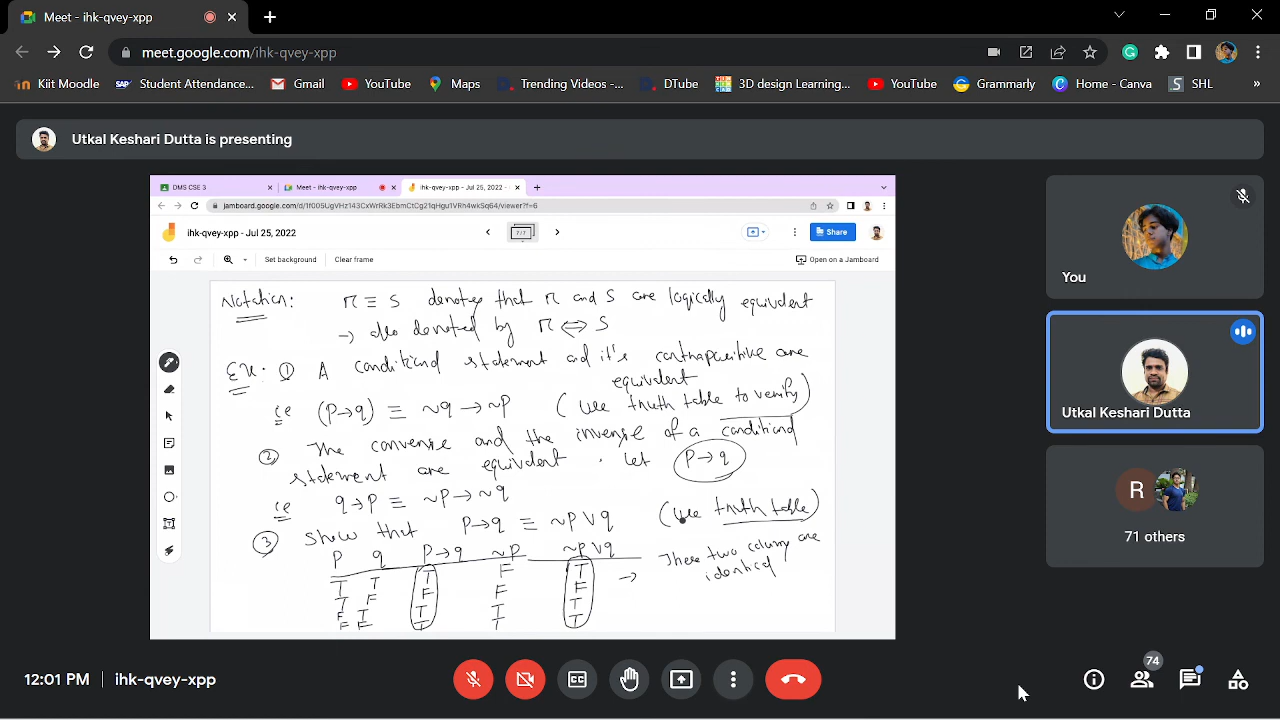 Meet - ihk-qvey-xpp
meet.google.com/ihk-qvey-xpp
Kiit Moodle
SAP Student Attendance...
Gmail
YouTube
Maps
Trending Videos -...
DTube
3D design Learning...
YouTube
Grammarly
Home - Canva
SHL
»
Utkal Keshari Dutta is presenting
DMS CSE 3
Meet - ihk-qvey-xpp
ihk-qvey-xpp - Jul 25, 2022 -
ihk-qvey-xpp - Jul 25, 2022
7/7
Share
Set background
Clear frame
Open on a Jamboard
Notation: r ≡ s denotes that r and s are logically equivalent
→ also denoted by r ⇔ s
Ex: ① A conditional statement and it's contrapositive are
equivalent
ie (P→q) ≡ ~q → ~P (Use truth table to verify)
② The converse and the inverse of a conditional
statement are equivalent . Let P→q
ie q→P ≡ ~P → ~q
③ Show that P→q ≡ ~P ∨ q (Use truth table)
P q P→q ~P ~P∨q
T T T F T
T F F F F
F T T T T
F F T T T
→ These two columns are
identical
You
Utkal Keshari Dutta
R
71 others
12:01 PM | ihk-qvey-xpp
74